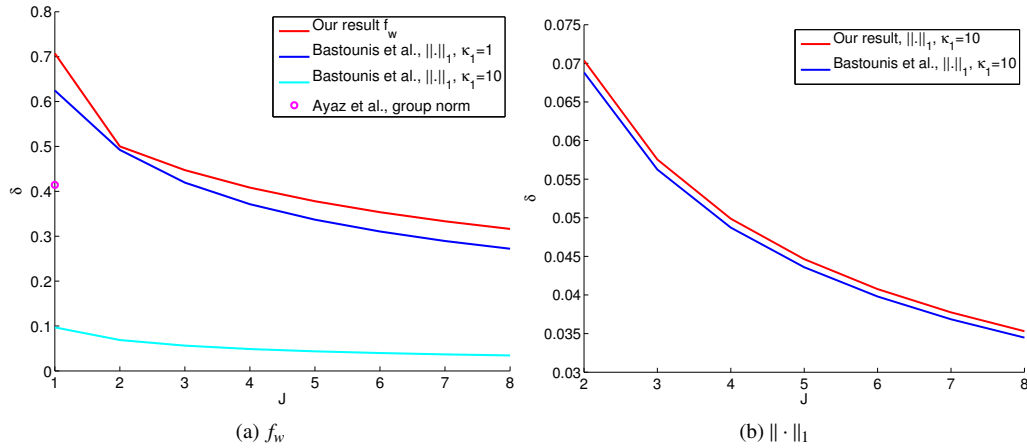 Our result f_w
Bastounis et al., ||.||_1, κ_1=1
Bastounis et al., ||.||_1, κ_1=10
Ayaz et al., group norm
0.8
0.7
0.6
0.5
0.4
0.3
0.2
0.1
0
δ
1 2 3 4 5 6 7 8
J
(a) f_w
Our result, ||.||_1, κ_1=10
Bastounis et al., ||.||_1, κ_1=10
0.075
0.07
0.065
0.06
0.055
0.05
0.045
0.04
0.035
0.03
δ
2 3 4 5 6 7 8
J
(b) ∥ · ∥_1